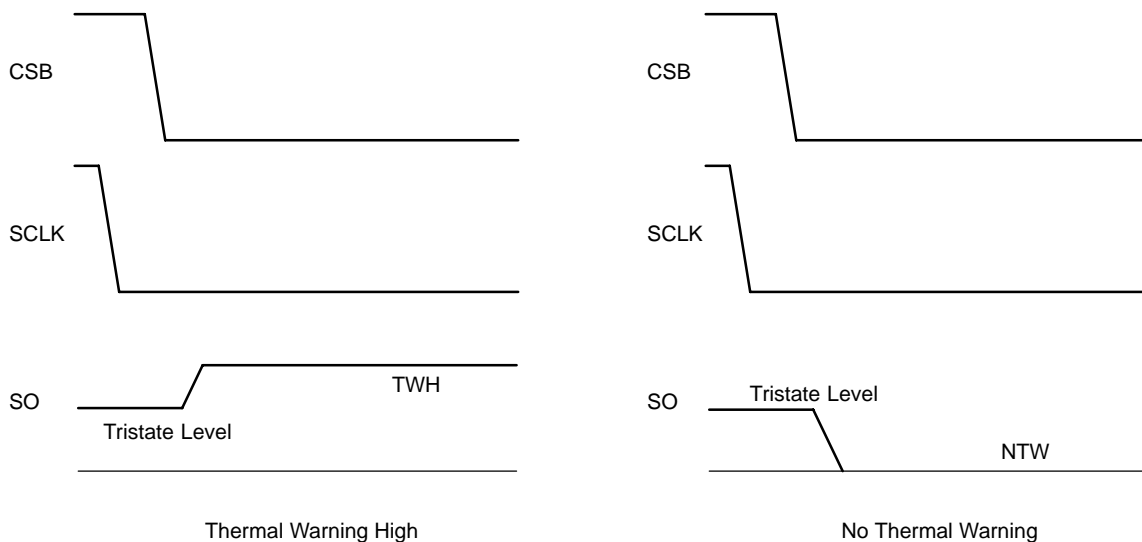 CSB
SCLK
SO
TWH
Tristate Level
Thermal Warning High
CSB
SCLK
SO
Tristate Level
NTW
No Thermal Warning